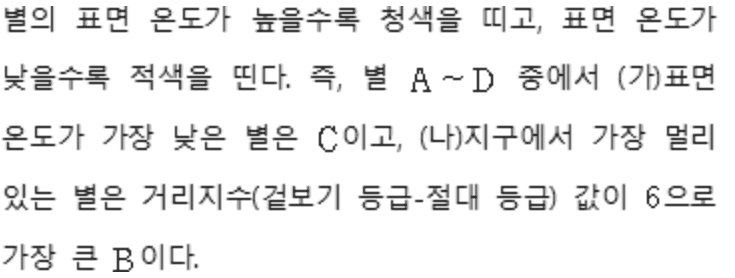 별의 표면 온도가 높을수록 청색을 띠고, 표면 온도가
낮을수록 적색을 띤다. 즉, 별 A ~ D 중에서 (가)표면
온도가 가장 낮은 별은 C이고, (나)지구에서 가장 멀리
있는 별은 거리지수(겉보기 등급-절대 등급) 값이 6으로
가장 큰 B이다.